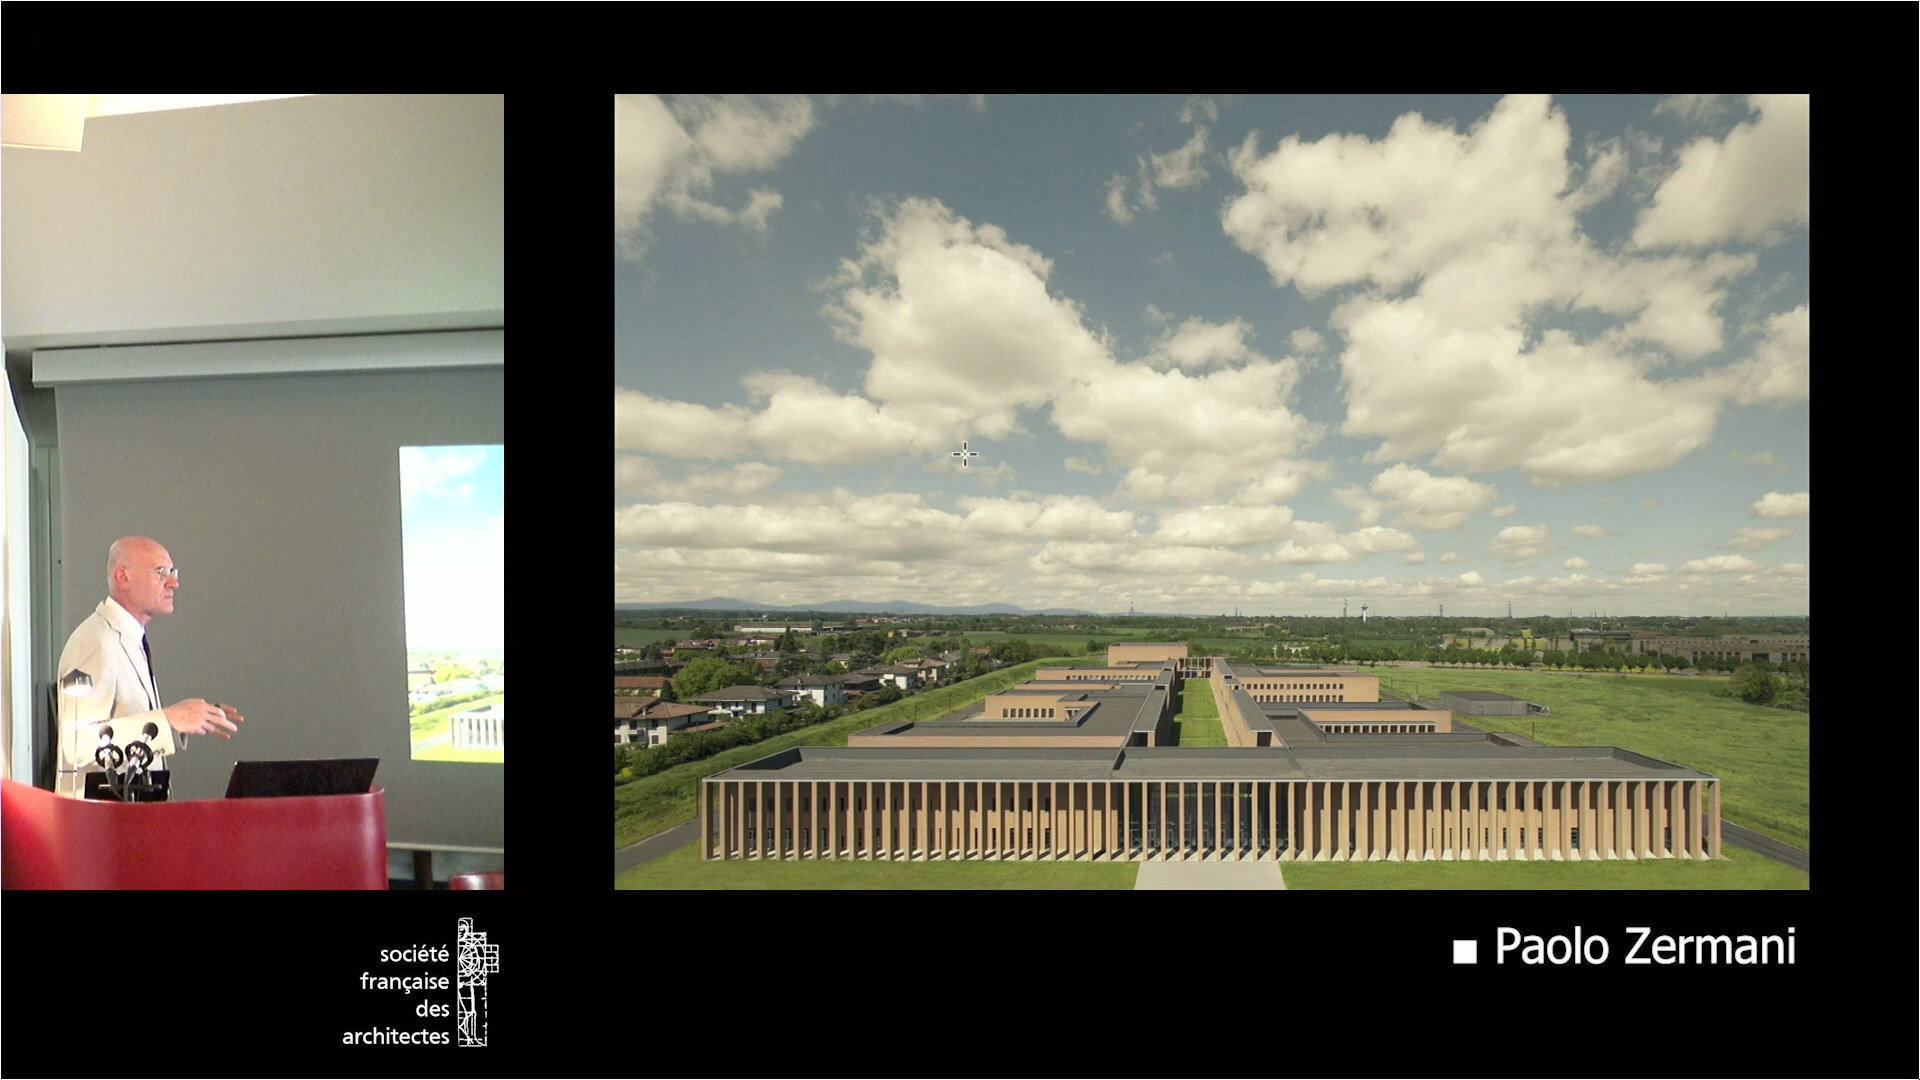 société
française
des
architectes
Paolo Zermani